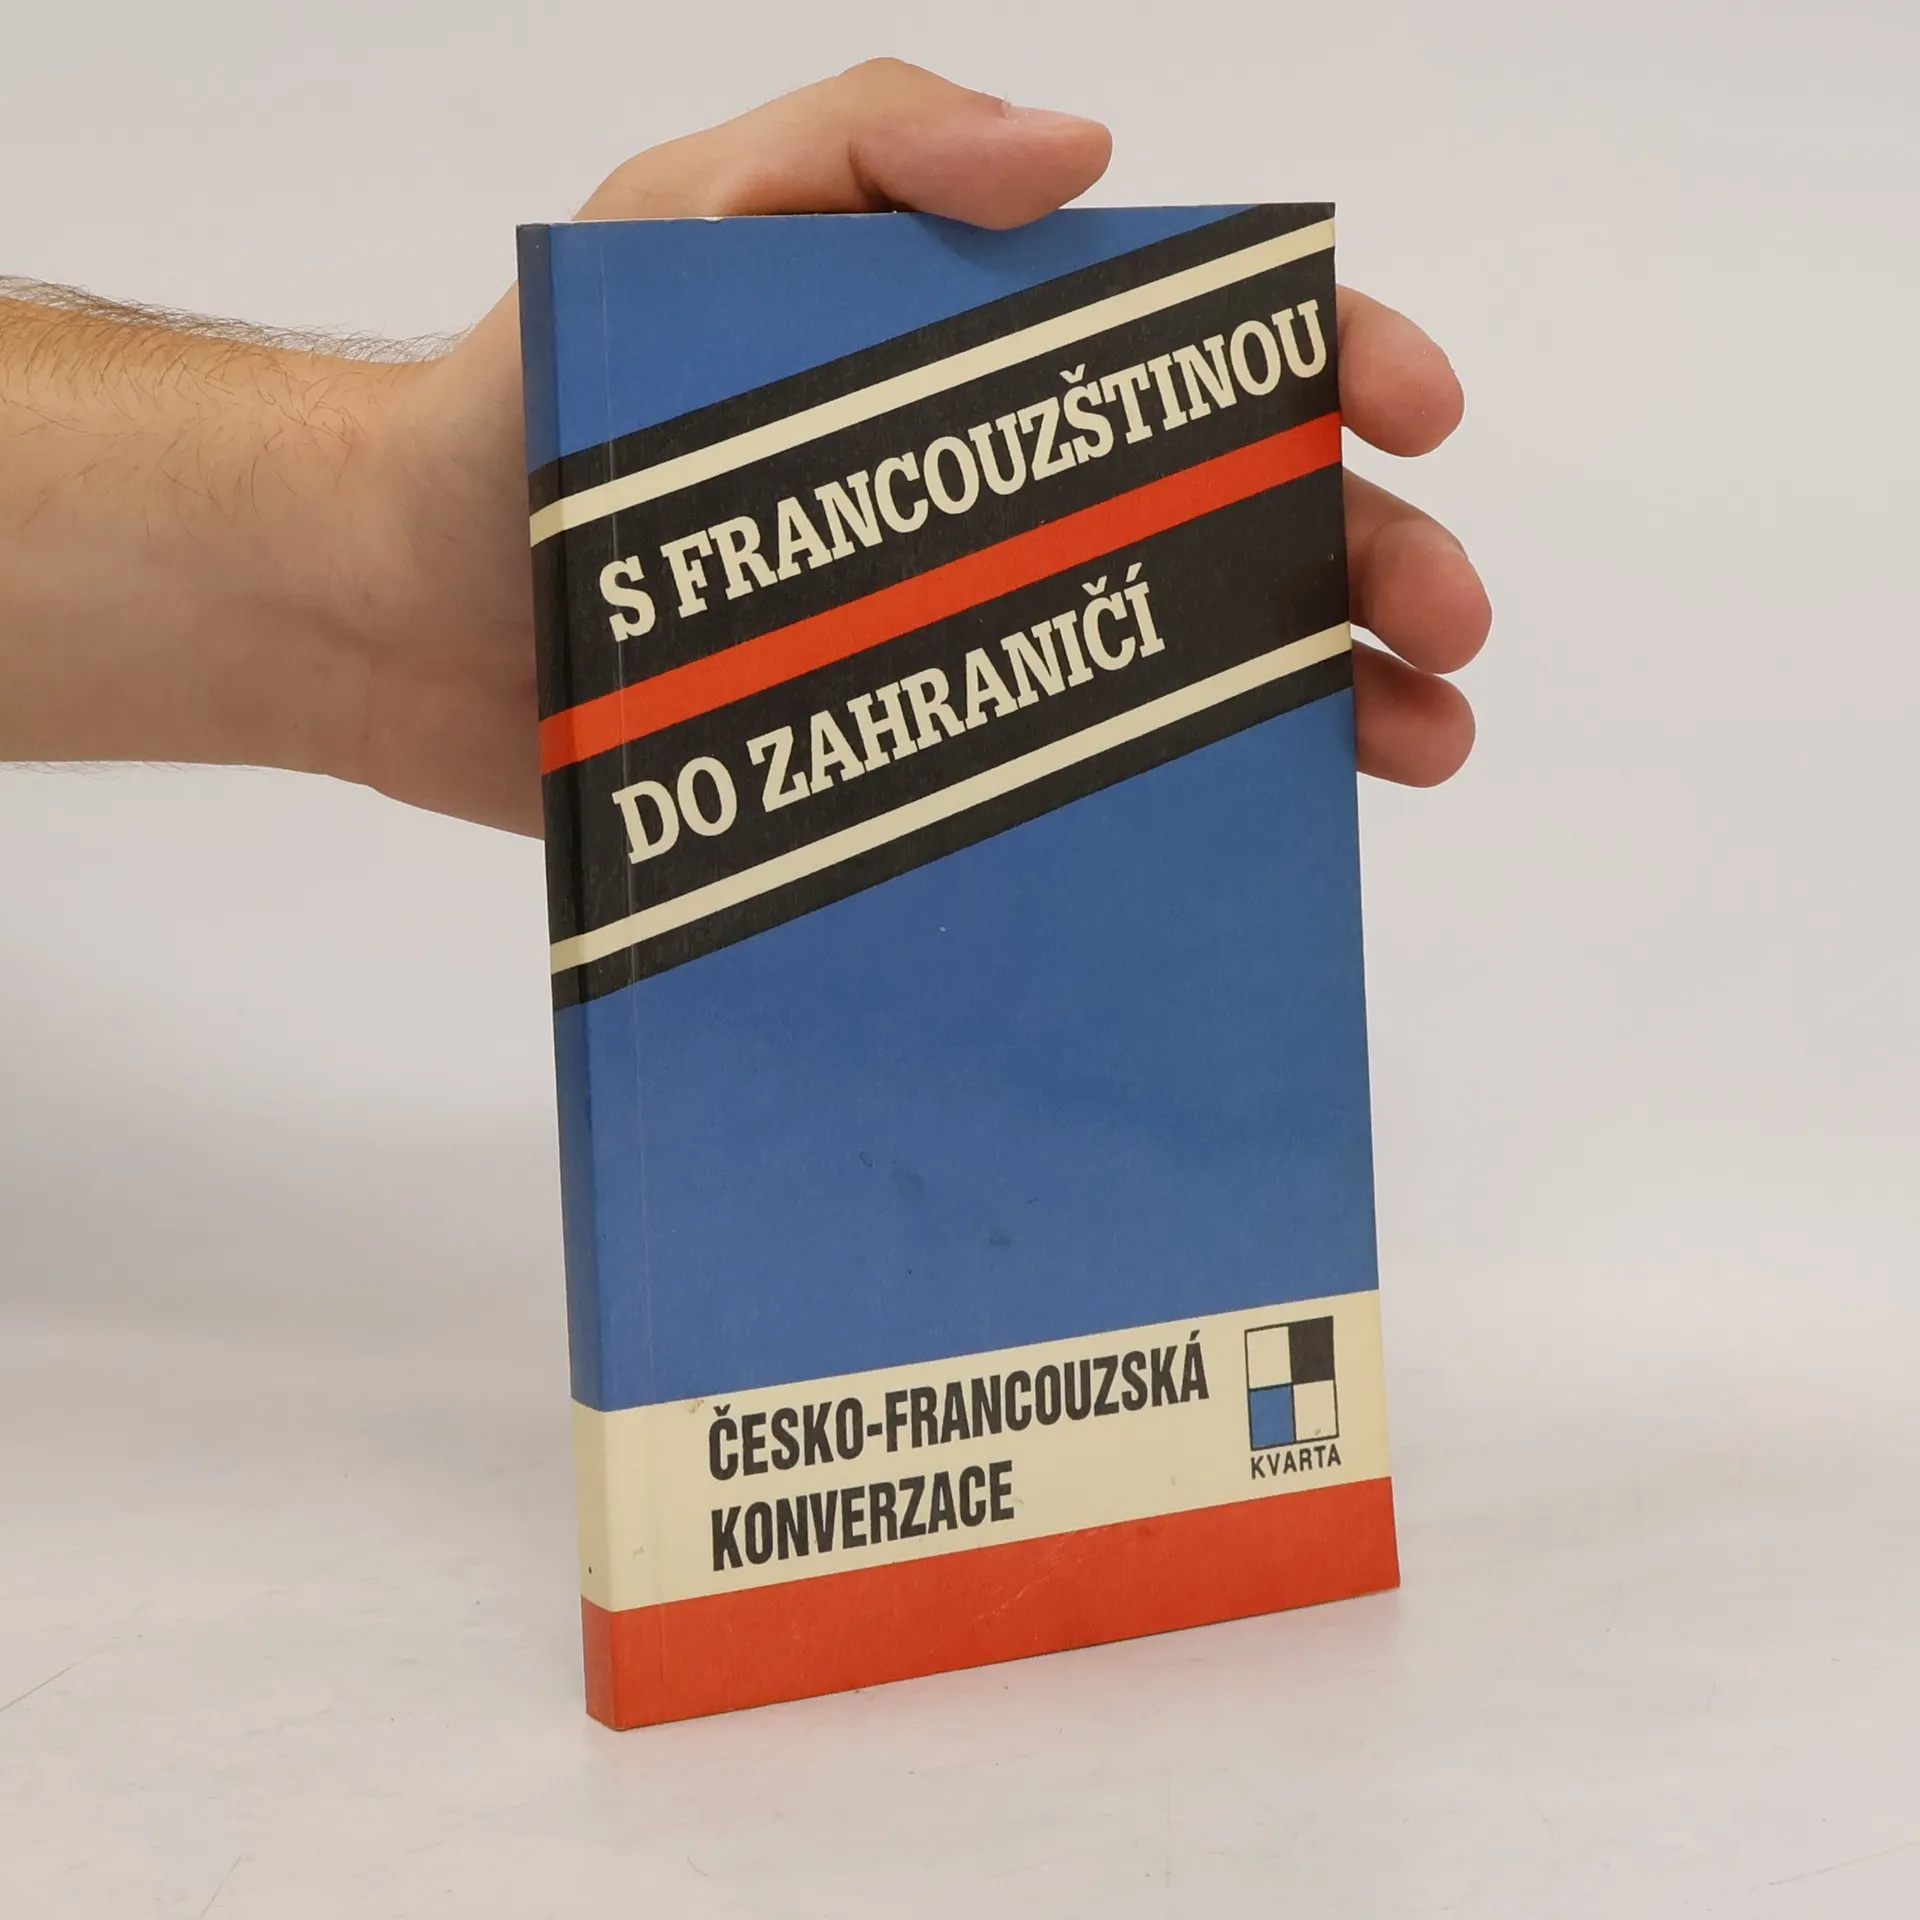 S FRANCOUZŠTINOU
DO ZAHRANIČÍ
ČESKO-FRANCOUZSKÁ
KONVERZACE
KVARTA